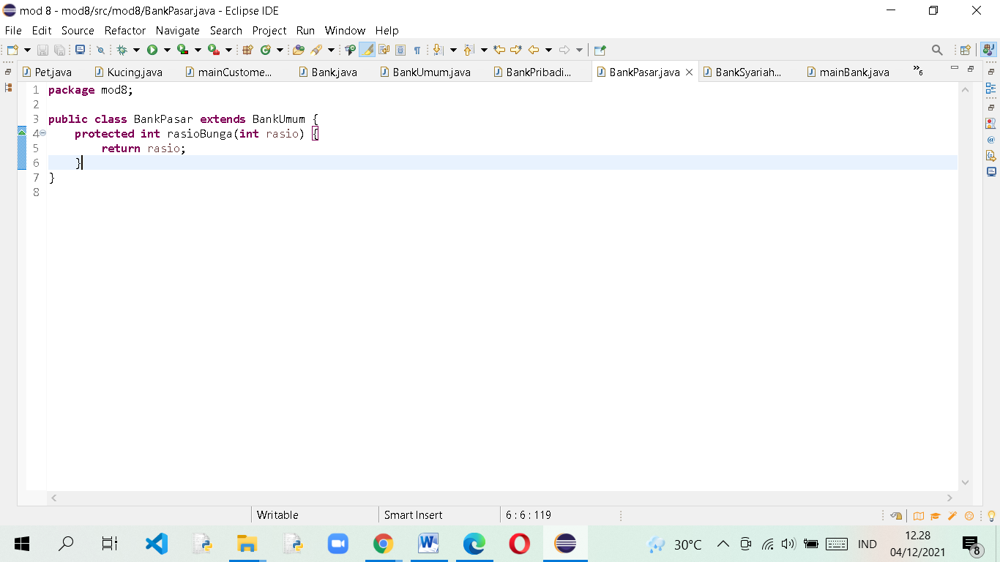 mod 8 - mod8/src/mod8/BankPasar.java - Eclipse IDE
File Edit Source Refactor Navigate Search Project Run Window Help
Pet.java Kucing.java mainCustome... Bank.java BankUmum.java BankPribadi... BankPasar.java BankSyariah... mainBank.java »6
1 package mod8;
2
3 public class BankPasar extends BankUmum {
4 protected int rasioBunga(int rasio) {
5 return rasio;
6 }
7 }
8
Writable Smart Insert 6 : 6 : 119
30°C IND 12.28
04/12/2021 8